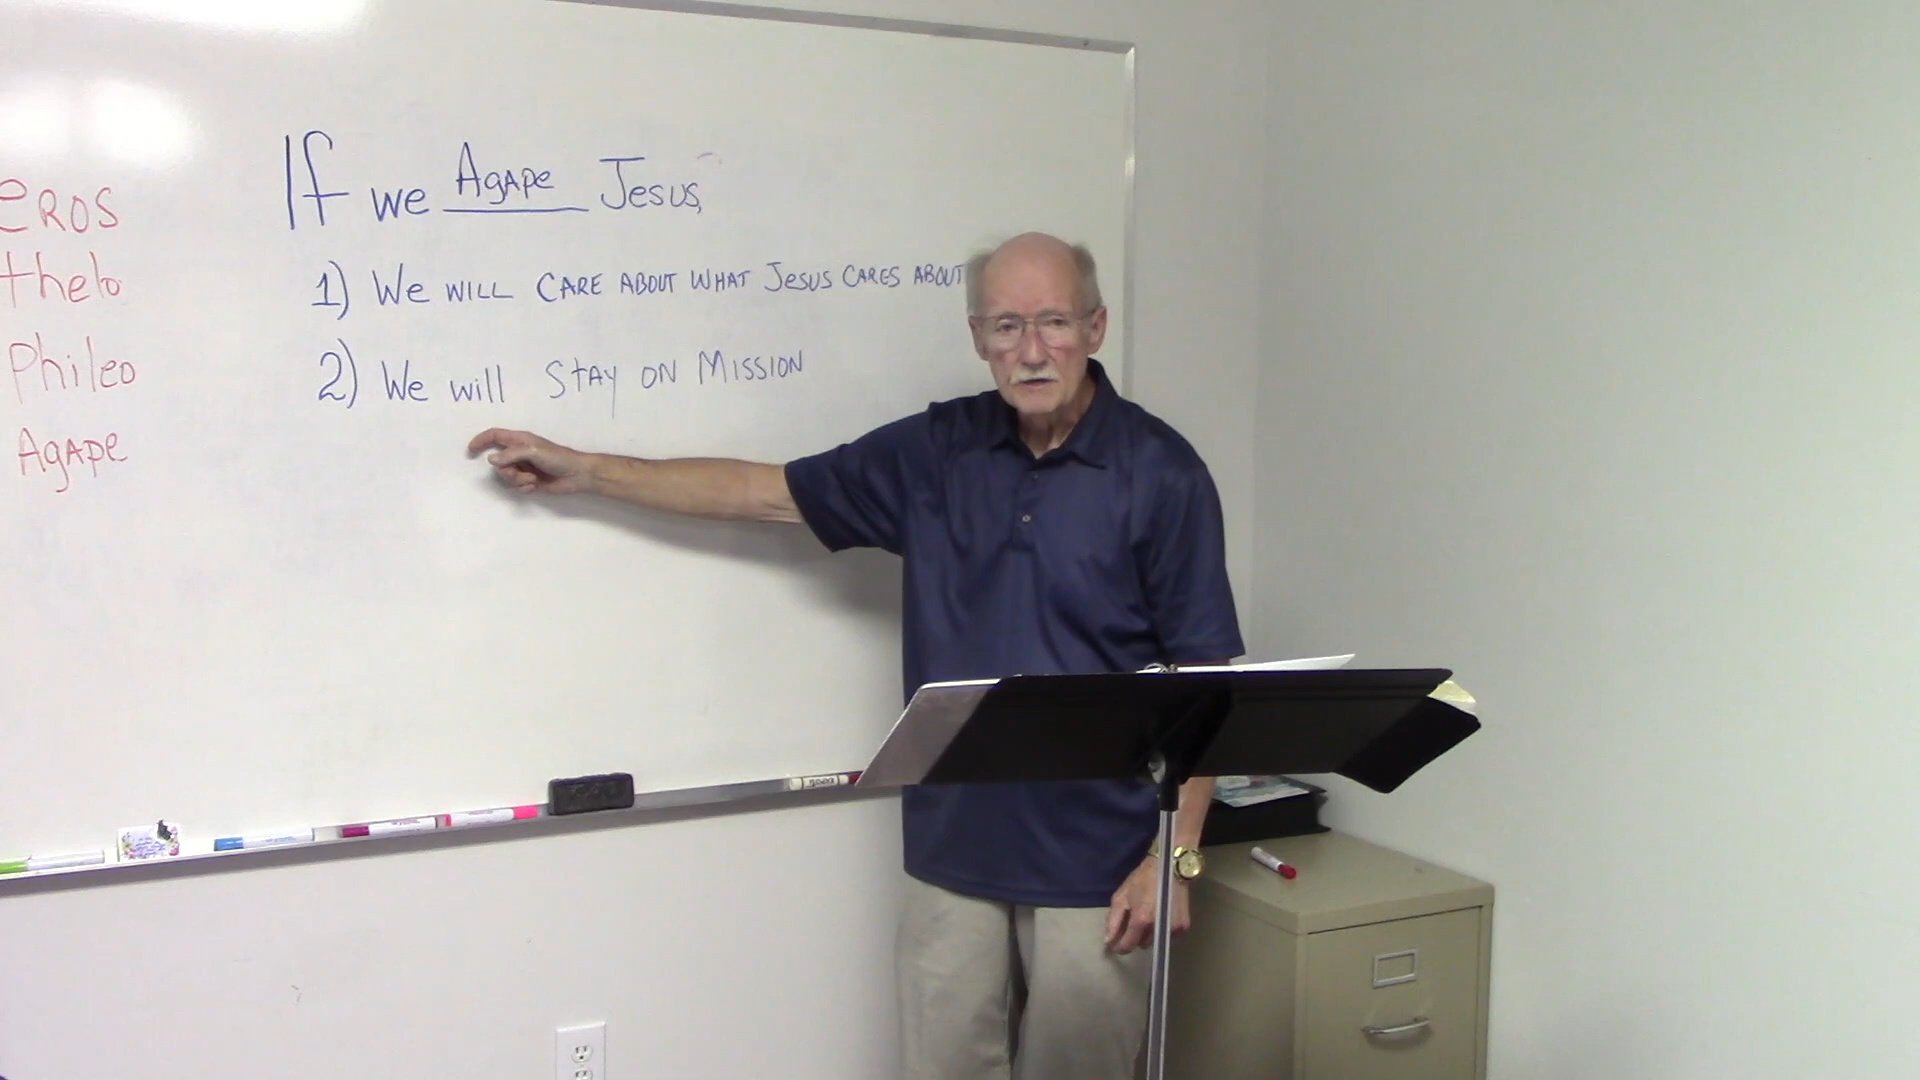 eros
thelo
Phileo
Agape
If we Agape Jesus,
1) We will care about what Jesus cares about
2) We will stay on Mission